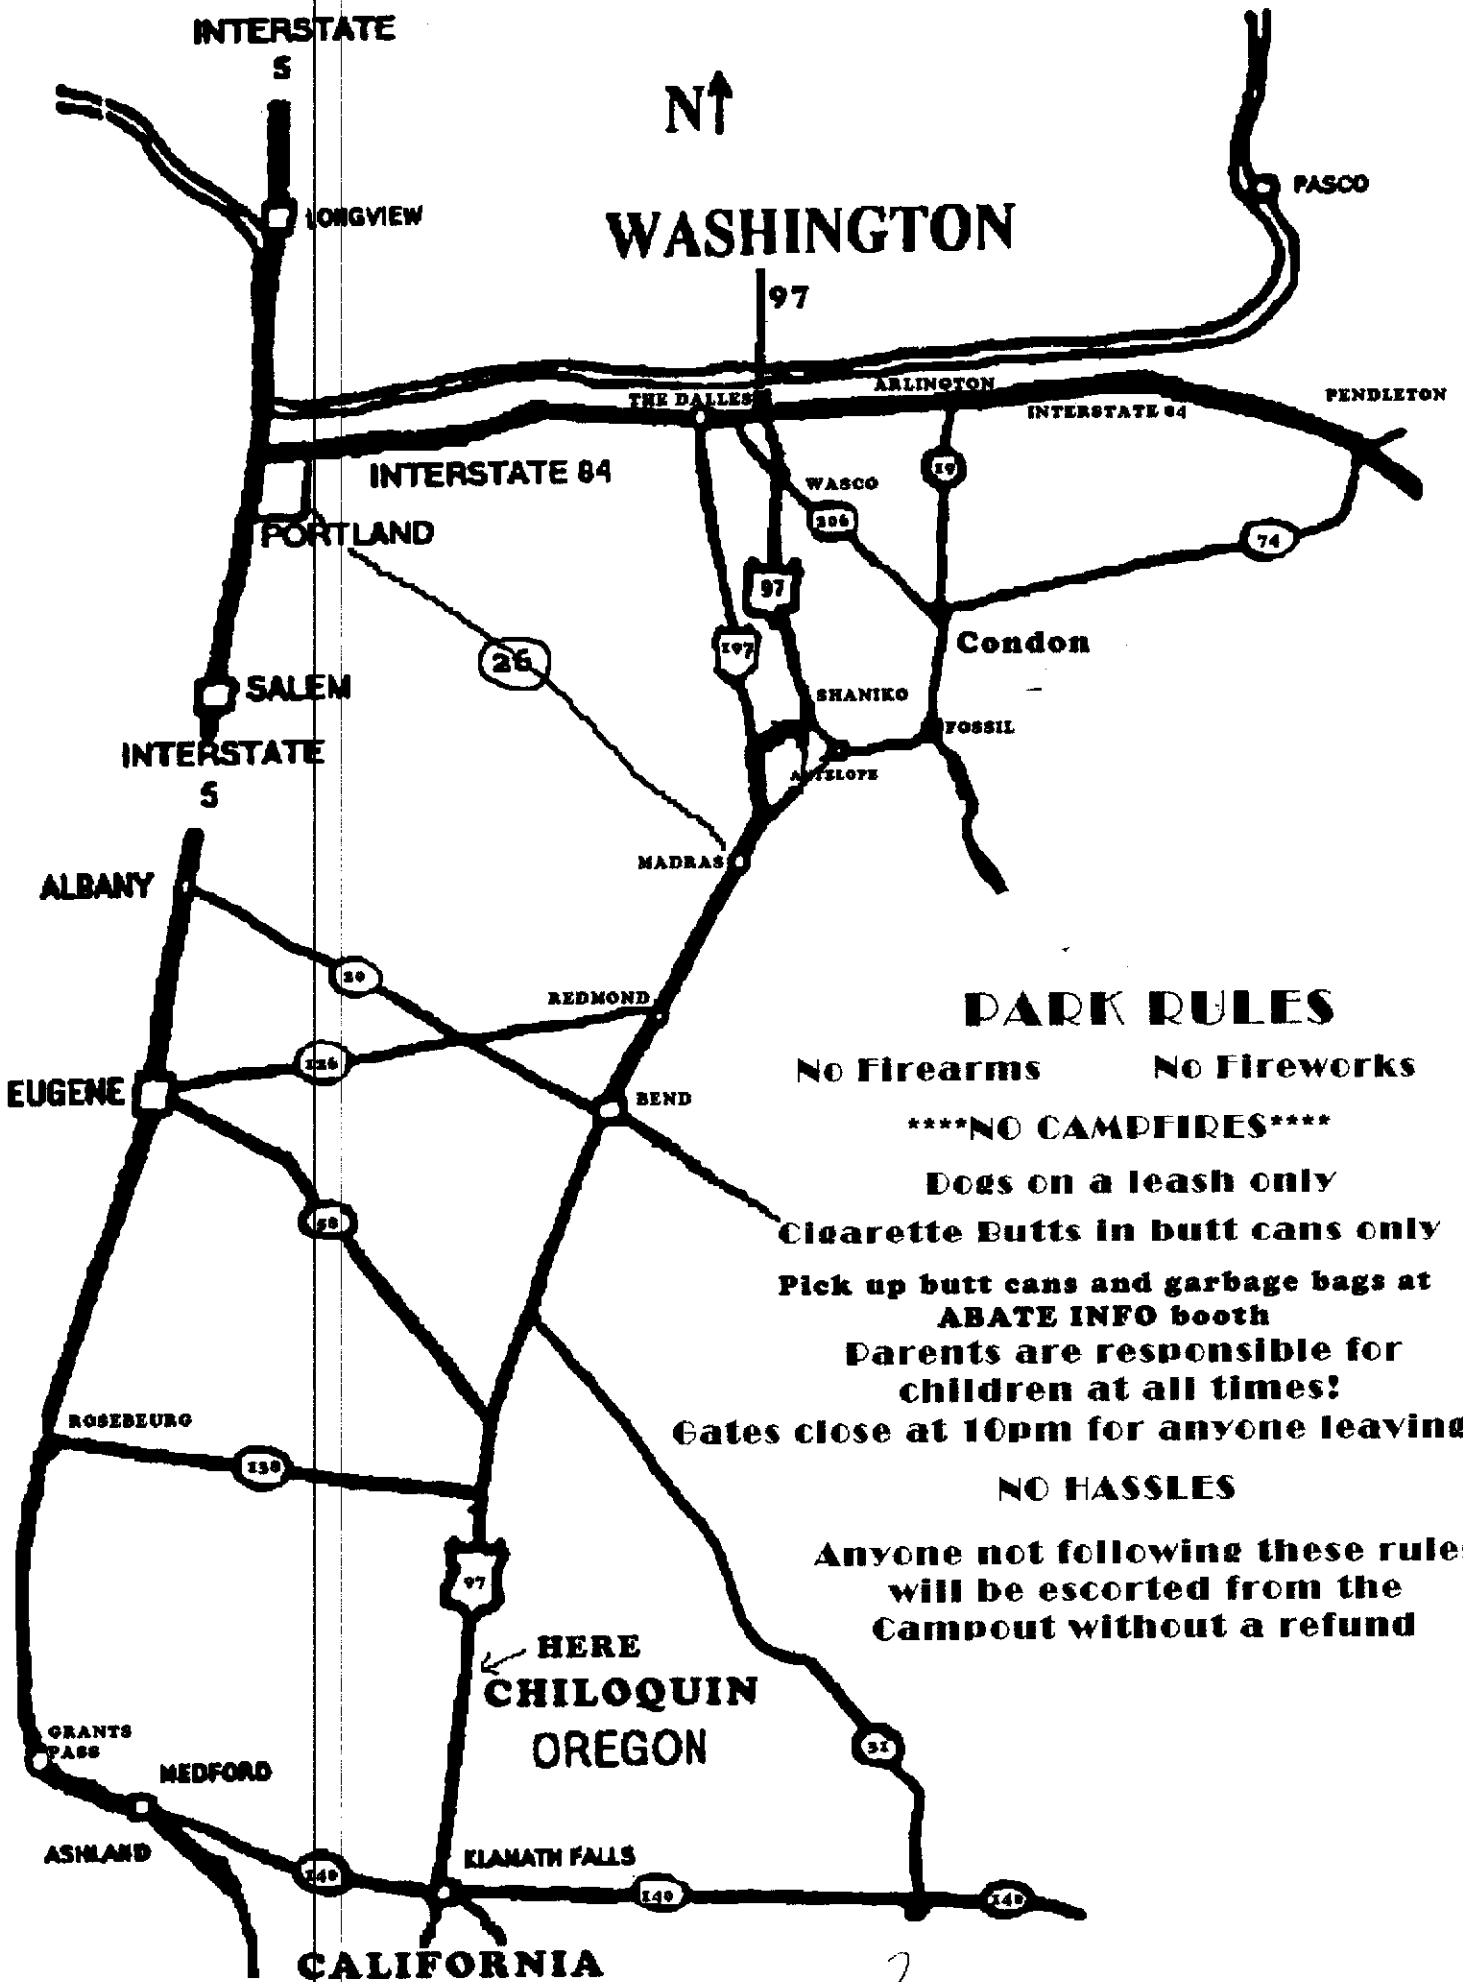 INTERSTATE
5
N
PASCO
LONGVIEW
WASHINGTON
97
ARLINGTON
THE DALLES
INTERSTATE 84
PENDLETON
INTERSTATE 84
19
WASCO
206
PORTLAND
74
97
Condon
197
26
SALEM
SHANIKO
FOSSIL
INTERSTATE
5
ANTELOPE
MADRAS
ALBANY
20
REDMOND
126
EUGENE
BEND
58
ROSEBEURG
138
97
HERE
CHILOQUIN
OREGON
GRANTS
PASS
MEDFORD
31
ASHLAND
KLAMATH FALLS
140
140
140
CALIFORNIA
PARK RULES
No Firearms No Fireworks
****NO CAMPFIRES****
Dogs on a leash only
Cigarette Butts in butt cans only
Pick up butt cans and garbage bags at
ABATE INFO booth
Parents are responsible for
children at all times!
Gates close at 10pm for anyone leaving
NO HASSLES
Anyone not following these rules
will be escorted from the
Campout without a refund